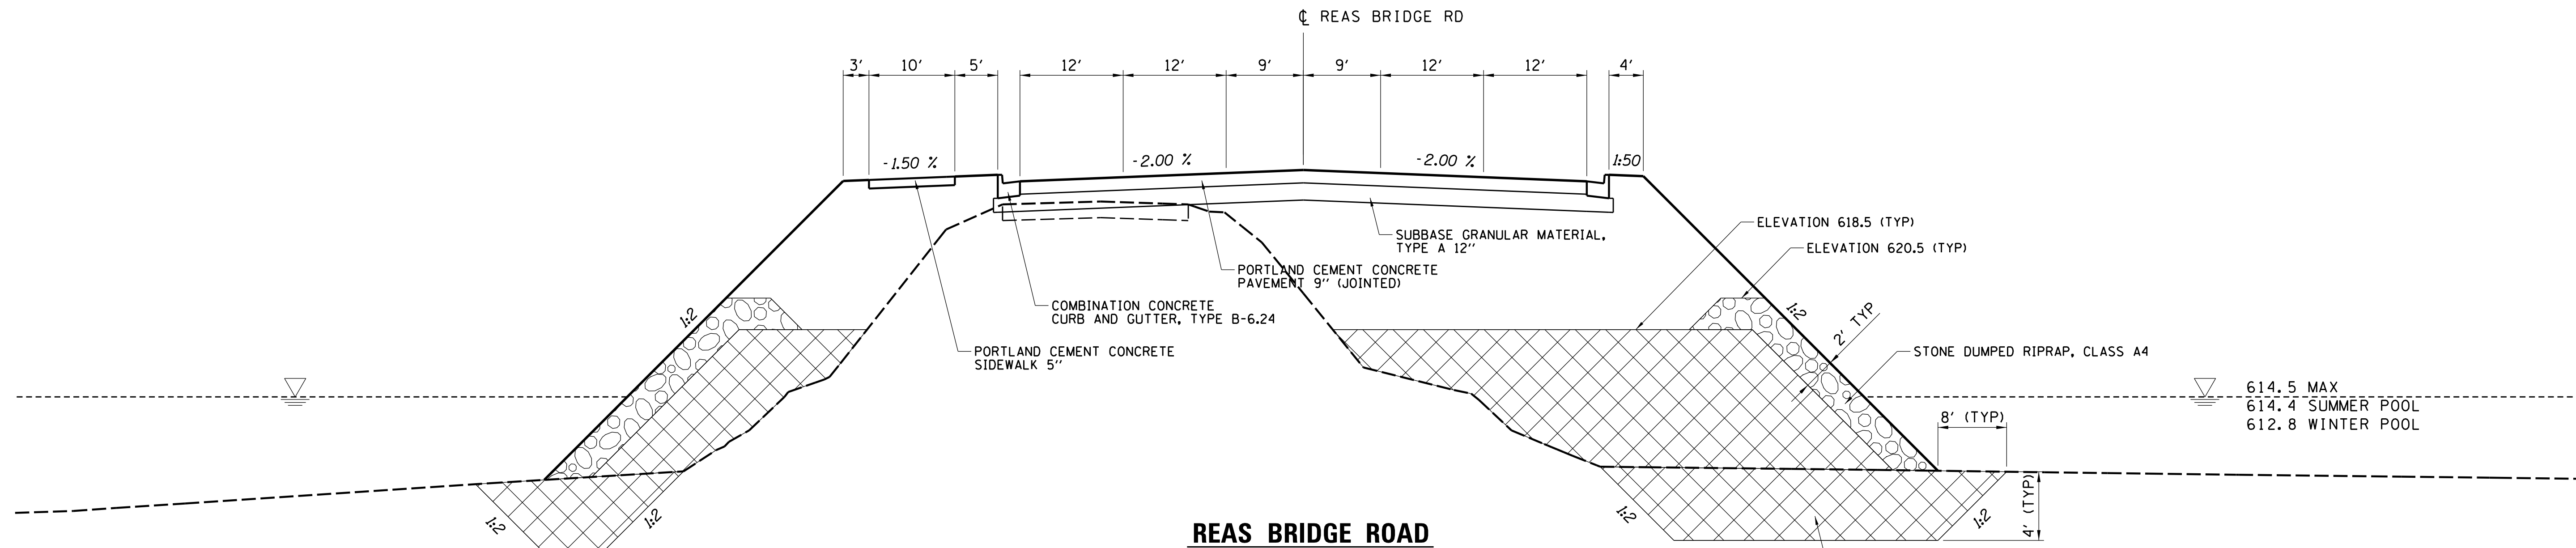 ℄ REAS BRIDGE RD
3' 10' 5' 12' 12' 9' 9' 12' 12' 4'
-1.50 % -2.00 % -2.00 % 1:50
ELEVATION 618.5 (TYP)
SUBBASE GRANULAR MATERIAL,
TYPE A 12"
ELEVATION 620.5 (TYP)
PORTLAND CEMENT CONCRETE
PAVEMENT 9" (JOINTED)
COMBINATION CONCRETE
CURB AND GUTTER, TYPE B-6.24
PORTLAND CEMENT CONCRETE
SIDEWALK 5"
1:2
1:2
2' TYP
STONE DUMPED RIPRAP, CLASS A4
614.5 MAX
614.4 SUMMER POOL
612.8 WINTER POOL
8' (TYP)
4' (TYP)
1:2
1:2
1:2
1:2
REAS BRIDGE ROAD